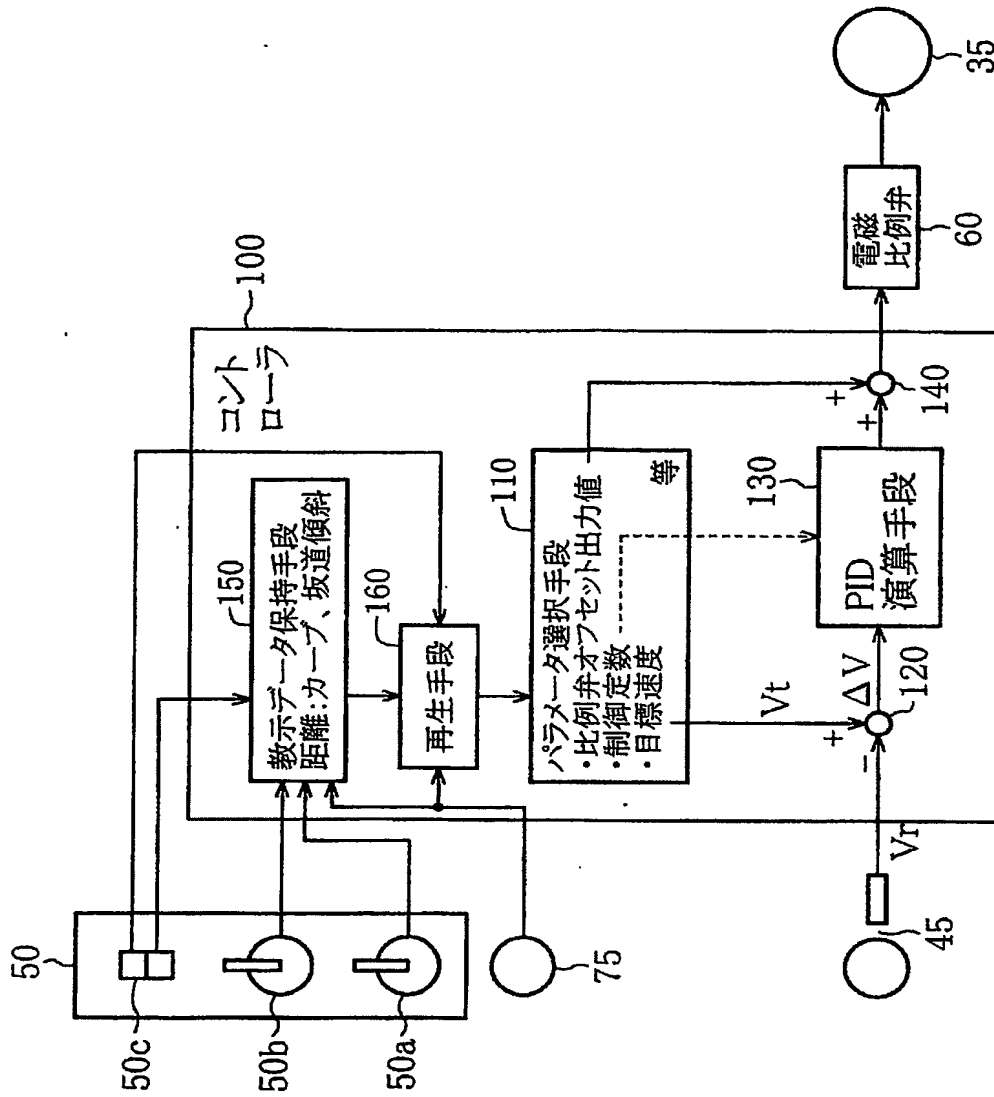 50
50c
50b
50a
75
45
100
コント
ローラ
教示データ保持手段
距離:カーブ、坂道傾斜
150
再生手段
160
パラメータ選択手段
・比例弁オフセット出力値
・制御定数
・目標速度
等
110
Vt
Vr
+
-
ΔV
120
PID
演算手段
130
+
+
140
電磁
比例弁
60
35